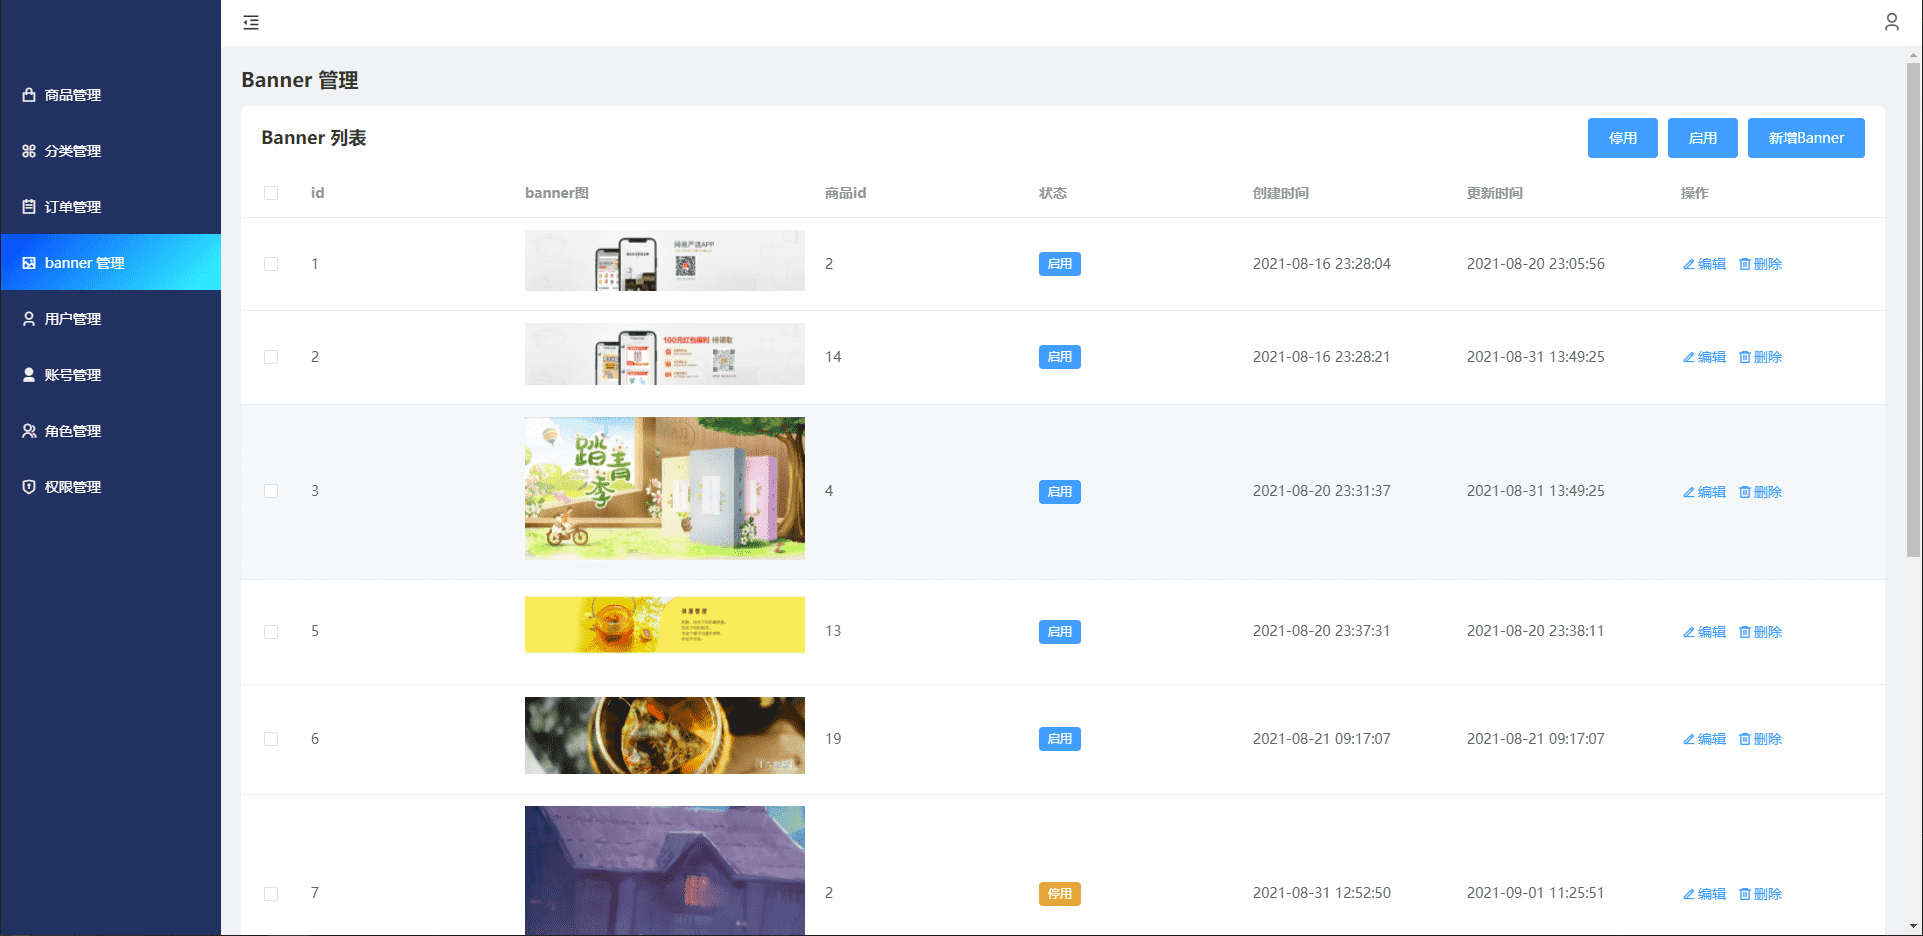 商品管理
分类管理
订单管理
banner 管理
用户管理
账号管理
角色管理
权限管理
Banner 管理
Banner 列表
停用 启用 新增Banner
id banner图 商品id 状态 创建时间 更新时间 操作
网易严选APP
1 2 启用 2021-08-16 23:28:04 2021-08-20 23:05:56 编辑 删除
100元红包福利 待领取
2 14 启用 2021-08-16 23:28:21 2021-08-31 13:49:25 编辑 删除
踏青季
3 4 启用 2021-08-20 23:31:37 2021-08-31 13:49:25 编辑 删除
5 13 启用 2021-08-20 23:37:31 2021-08-20 23:38:11 编辑 删除
6 19 启用 2021-08-21 09:17:07 2021-08-21 09:17:07 编辑 删除
7 2 停用 2021-08-31 12:52:50 2021-09-01 11:25:51 编辑 删除